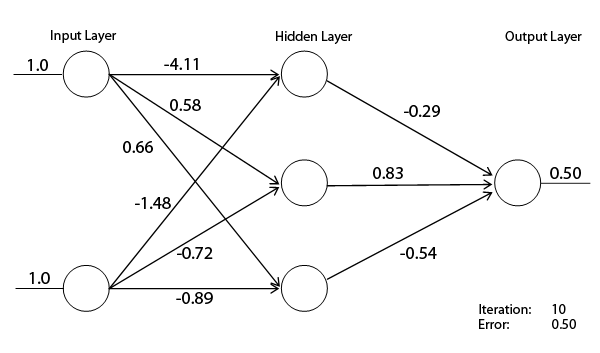 Input Layer
Hidden Layer
Output Layer
1.0
-4.11
0.58
-0.29
0.66
0.83
0.50
-1.48
-0.72
-0.54
1.0
-0.89
Iteration: 10
Error: 0.50